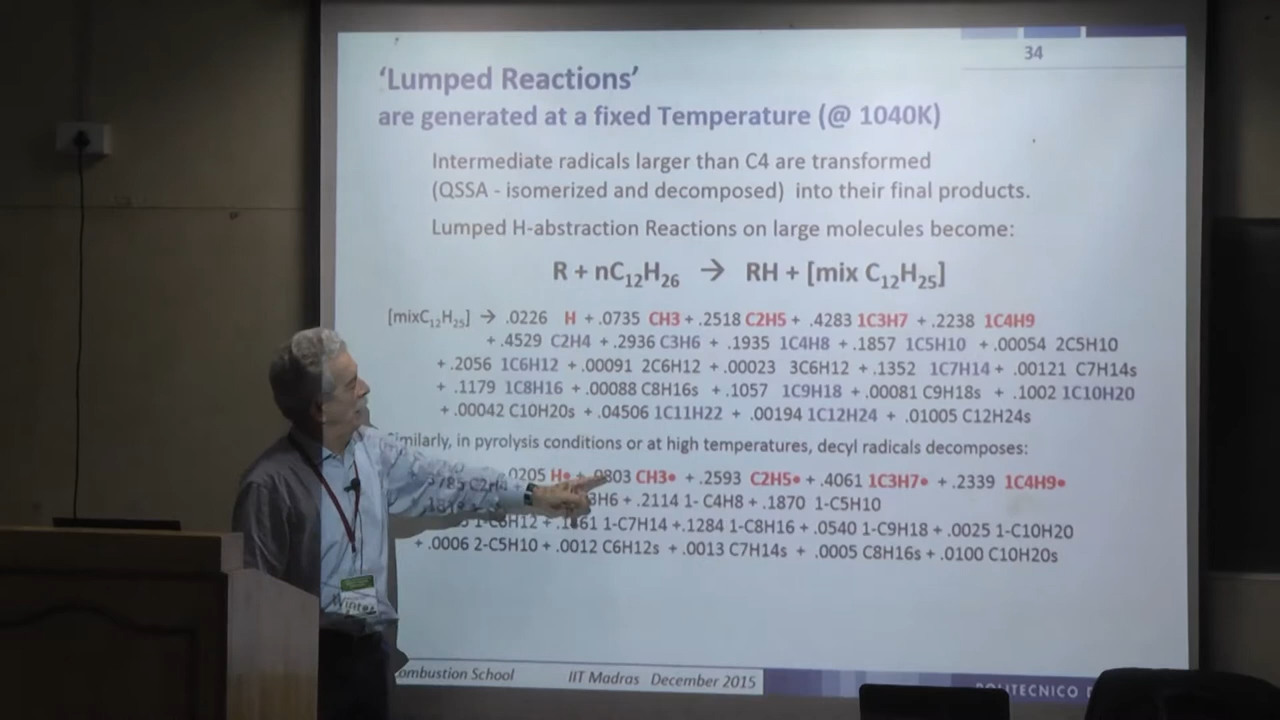 34
‘Lumped Reactions’
are generated at a fixed Temperature (@ 1040K)
Intermediate radicals larger than C4 are transformed
(QSSA - isomerized and decomposed) into their final products.
Lumped H-abstraction Reactions on large molecules become:
R + nC₁₂H₂₆ → RH + [mix C₁₂H₂₅]
[mixC₁₂H₂₅] → .0226 H + .0735 CH3 + .2518 C2H5 + .4283 1C3H7 + .2238 1C4H9
+ .4529 C2H4 + .2936 C3H6 + .1935 1C4H8 + .1857 1C5H10 + .00054 2C5H10
+ .2056 1C6H12 + .00091 2C6H12 + .00023 3C6H12 + .1352 1C7H14 + .00121 C7H14s
+ .1179 1C8H16 + .00088 C8H16s + .1057 1C9H18 + .00081 C9H18s + .1002 1C10H20
+ .00042 C10H20s + .04506 1C11H22 + .00194 1C12H24 + .01005 C12H24s
Similarly, in pyrolysis conditions or at high temperatures, decyl radicals decomposes:
.0205 H• + .0803 CH3• + .2593 C2H5• + .4061 1C3H7• + .2339 1C4H9•
+ .2114 1- C4H8 + .1870 1-C5H10
1-C7H14 +.1284 1-C8H16 + .0540 1-C9H18 + .0025 1-C10H20
+ .0006 2-C5H10 + .0012 C6H12s + .0013 C7H14s + .0005 C8H16s + .0100 C10H20s
ombustion School IIT Madras December 2015
POLITECNICO
Winter